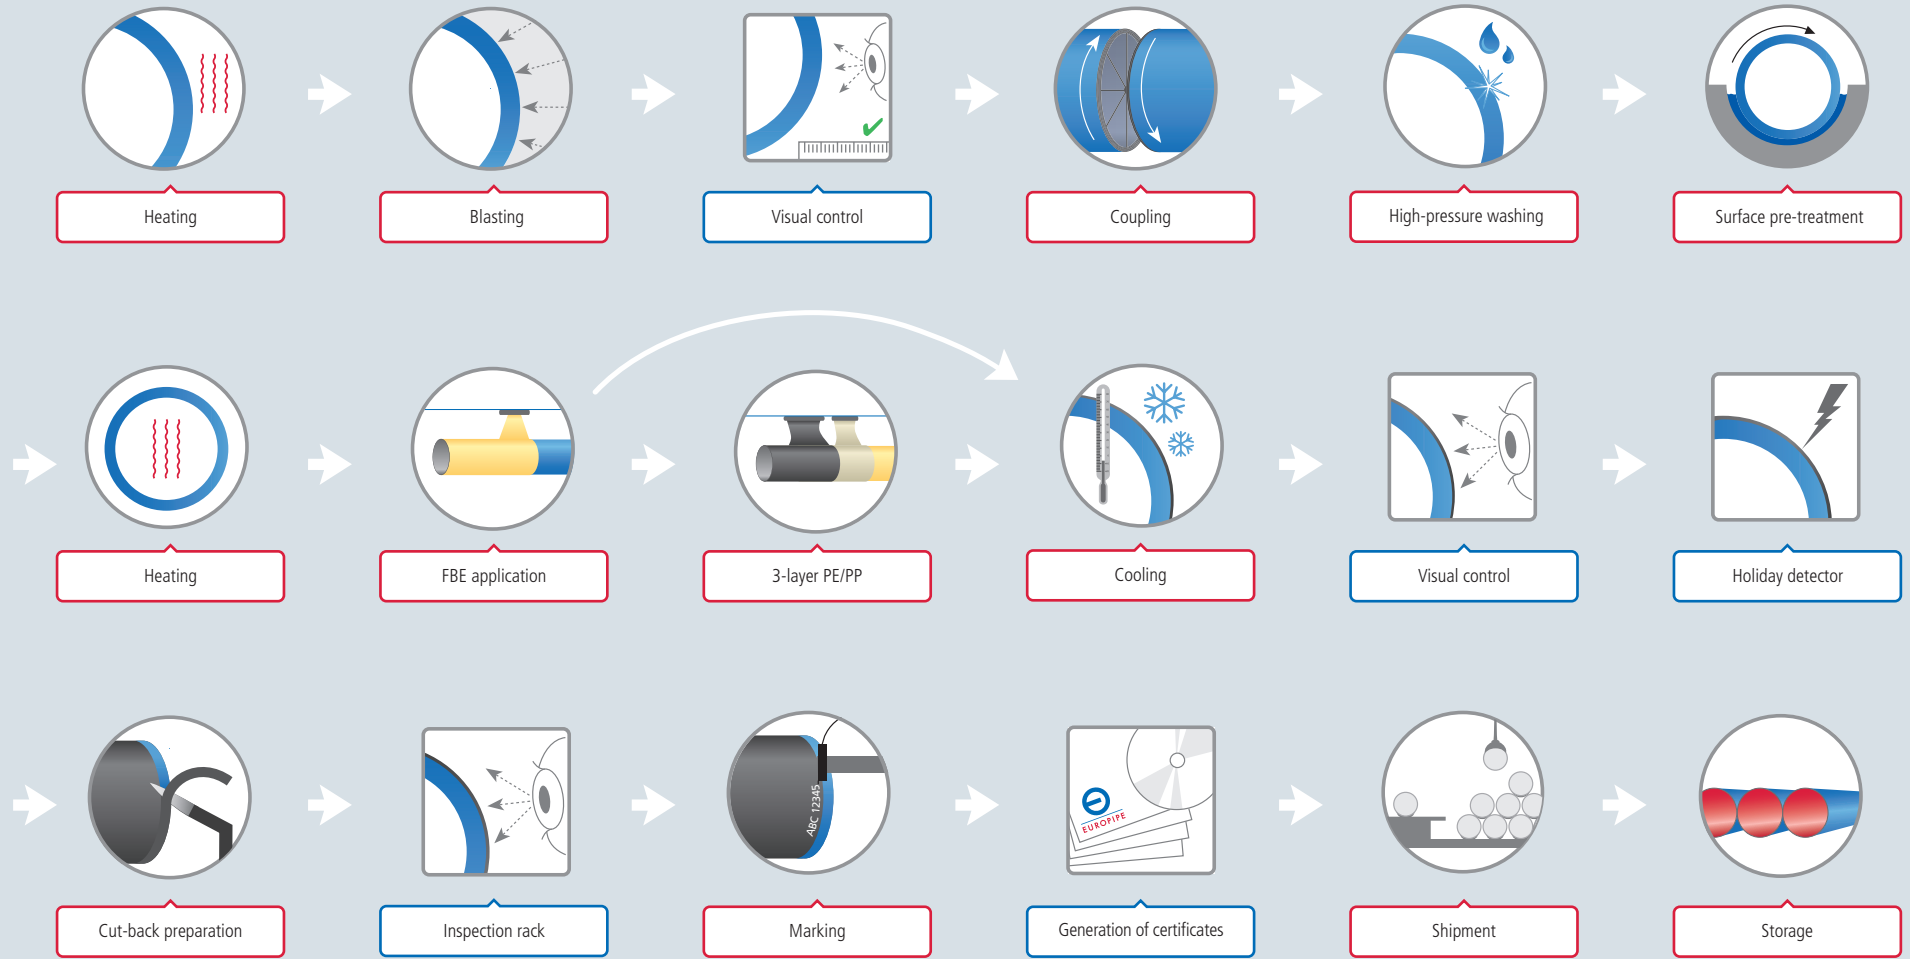 Heating
Blasting
Visual control
Coupling
High-pressure washing
Surface pre-treatment
Heating
FBE application
3-layer PE/PP
Cooling
Visual control
Holiday detector
ABC 12345
EUROPIPE
Cut-back preparation
Inspection rack
Marking
Generation of certificates
Shipment
Storage